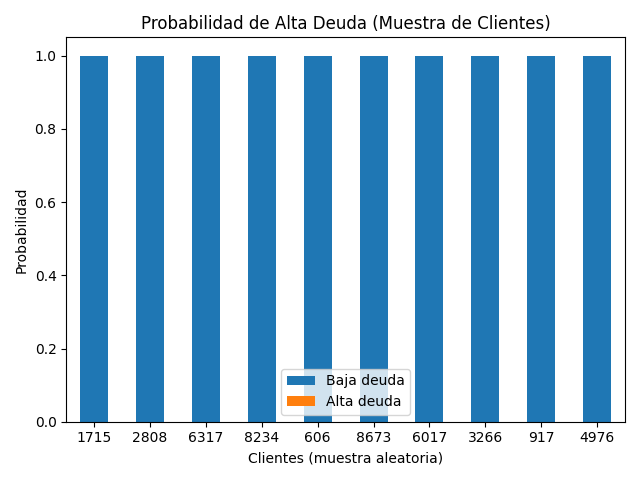 Probabilidad de Alta Deuda (Muestra de Clientes)
Probabilidad
1.0
0.8
0.6
0.4
0.2
0.0
Baja deuda
Alta deuda
1715 2808 6317 8234 606 8673 6017 3266 917 4976
Clientes (muestra aleatoria)